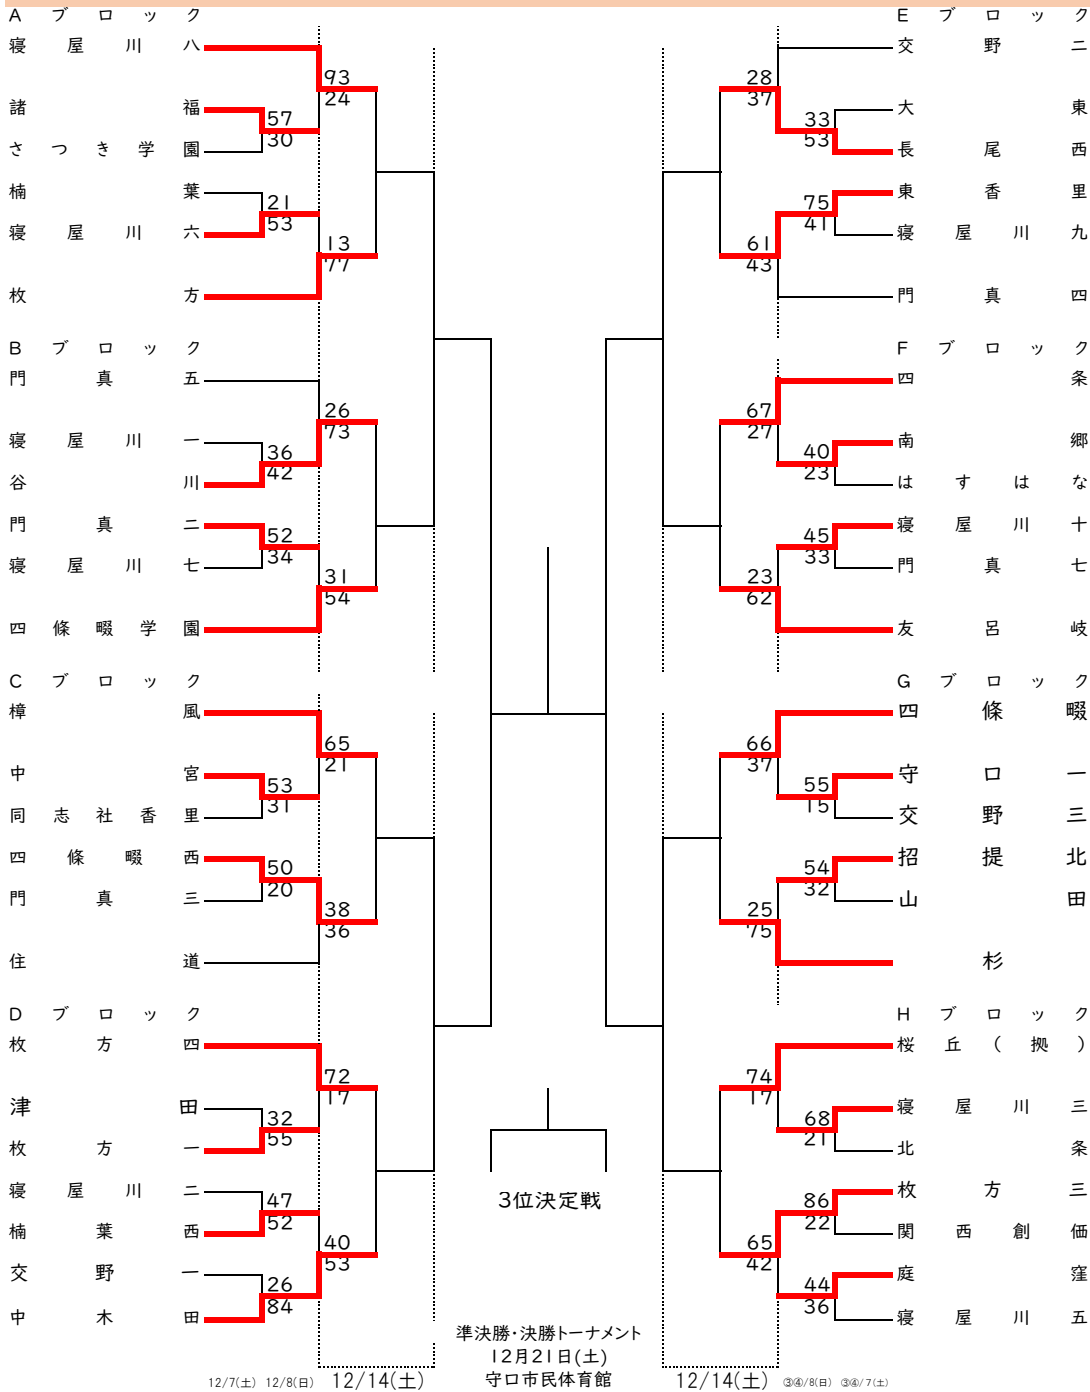 Aブロック
寝屋川八
93
24
諸福
57
30
さつき学園
楠葉
21
53
寝屋川六
13
77
枚方
Bブロック
門真五
26
73
寝屋川一
36
42
谷川
門真二
52
34
寝屋川七
31
54
四條畷学園
Cブロック
樟風
65
21
中宮
53
31
同志社香里
四條畷西
50
20
門真三
38
36
住道
Dブロック
枚方四
72
17
津田
32
55
枚方一
寝屋川二
47
52
楠葉西
40
53
交野一
26
84
中木田
12/7(土) 12/8(日) 12/14(土)
Eブロック
交野二
28
37
大東
33
53
長尾西
東香里
75
41
寝屋川九
61
43
門真四
Fブロック
四条
67
27
南郷
40
23
はすはな
寝屋川十
45
33
門真七
23
62
友呂岐
Gブロック
四條畷
66
37
守口一
55
15
交野三
招提北
54
32
山田
25
75
杉
Hブロック
桜丘(拠)
74
17
寝屋川三
68
21
北条
枚方三
86
22
関西創価
65
42
庭窪
44
36
寝屋川五
3位決定戦
準決勝・決勝トーナメント
12月21日(土)
守口市民体育館
12/14(土) ③④/8(日) ③④/7(土)